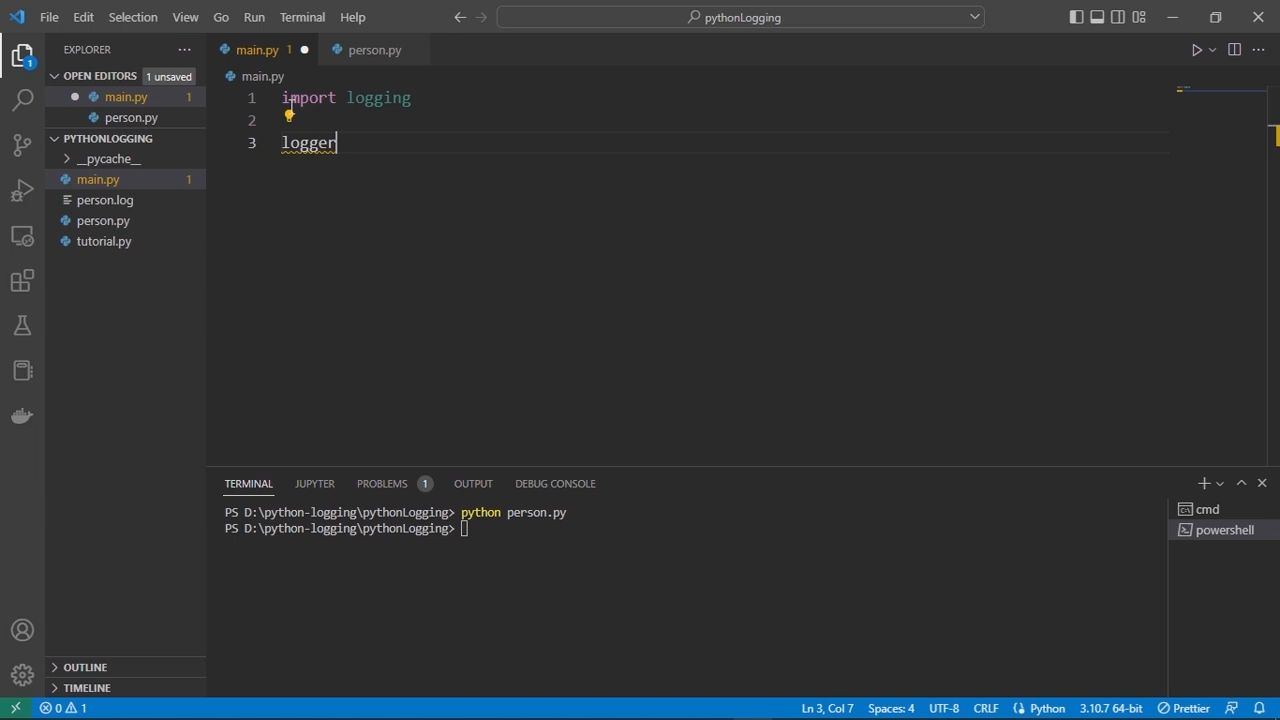 File Edit Selection View Go Run Terminal Help
pythonLogging
EXPLORER
main.py 1
person.py
OPEN EDITORS 1 unsaved
main.py
main.py 1
1 import logging
person.py
2
PYTHONLOGGING
3 logger
__pycache__
main.py 1
person.log
person.py
tutorial.py
TERMINAL JUPYTER PROBLEMS 1 OUTPUT DEBUG CONSOLE
PS D:\python-logging\pythonLogging> python person.py
PS D:\python-logging\pythonLogging>
cmd
powershell
1
OUTLINE
TIMELINE
0 1 Ln 3, Col 7 Spaces: 4 UTF-8 CRLF Python 3.10.7 64-bit Prettier